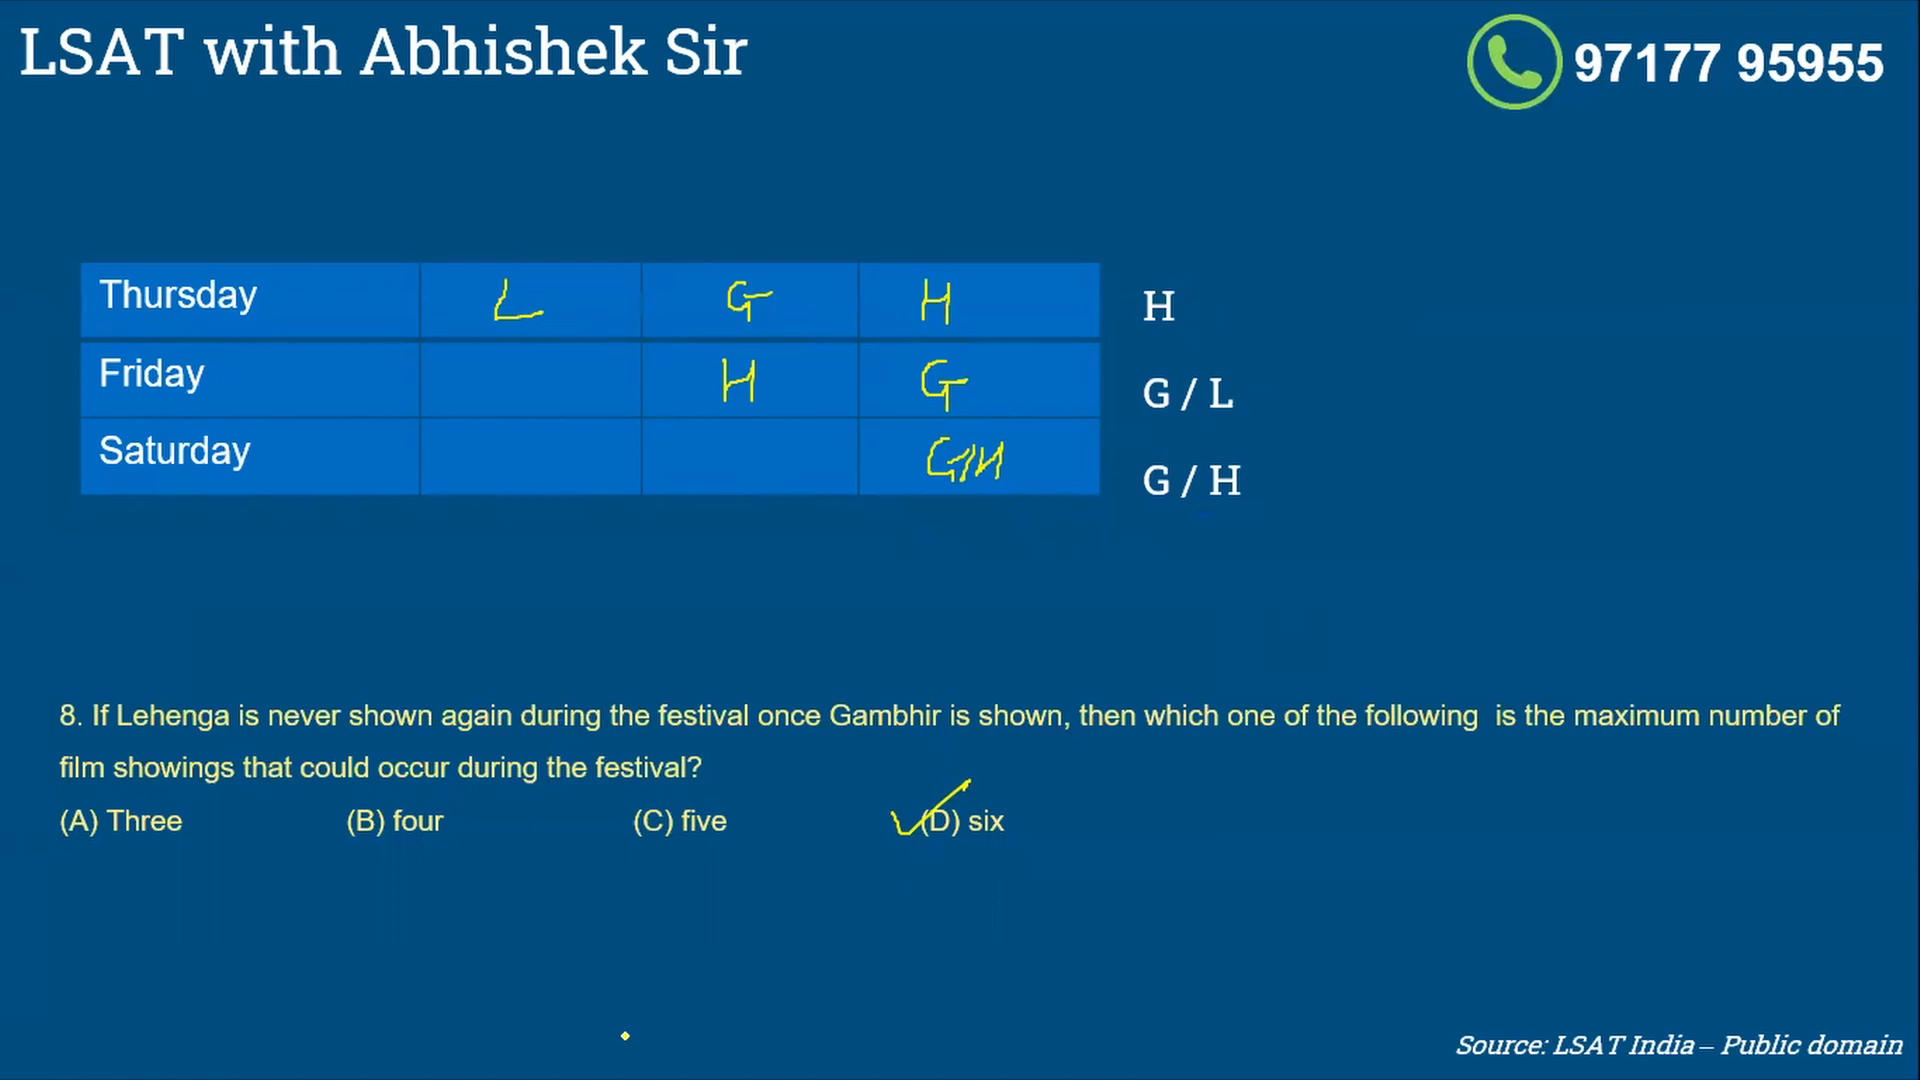 LSAT with Abhishek Sir
97177 95955
Thursday L G H H
Friday H G G / L
Saturday G/H G / H
8. If Lehenga is never shown again during the festival once Gambhir is shown, then which one of the following is the maximum number of
film showings that could occur during the festival?
(A) Three (B) four (C) five (D) six
Source: LSAT India – Public domain